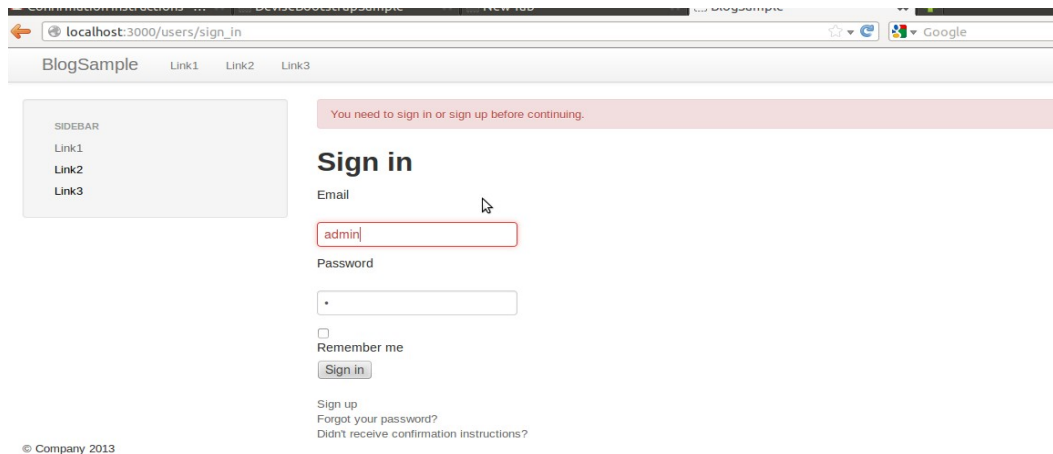 localhost:3000/users/sign_in
Google
BlogSample Link1 Link2 Link3
SIDEBAR
Link1
Link2
Link3
You need to sign in or sign up before continuing.
Sign in
Email
admin
Password
Remember me
Sign in
Sign up
Forgot your password?
Didn't receive confirmation instructions?
© Company 2013